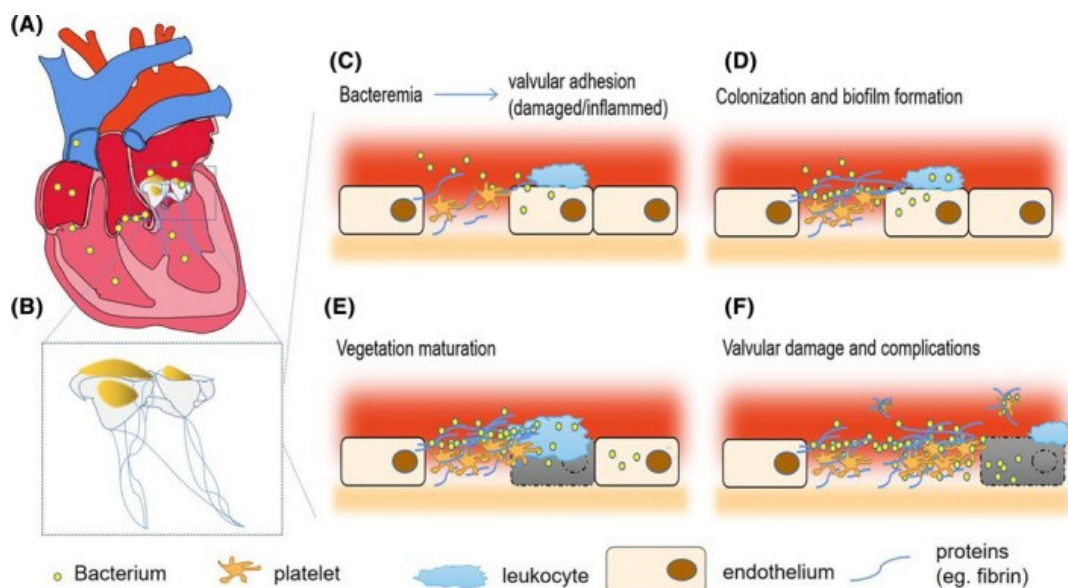 (A)
(B)
(C)
Bacteremia
valvular adhesion
(damaged/inflammed)
(D)
Colonization and biofilm formation
(E)
Vegetation maturation
(F)
Valvular damage and complications
Bacterium
platelet
leukocyte
endothelium
proteins
(eg. fibrin)